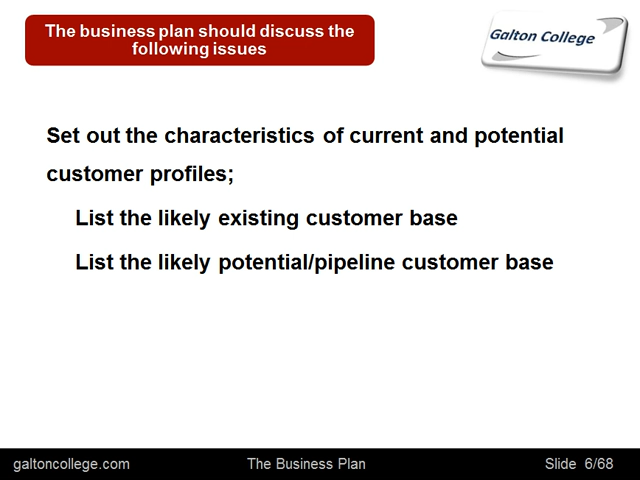 The business plan should discuss the
following issues
Galton College
Set out the characteristics of current and potential
customer profiles;
List the likely existing customer base
List the likely potential/pipeline customer base
galtoncollege.com The Business Plan Slide 6/68